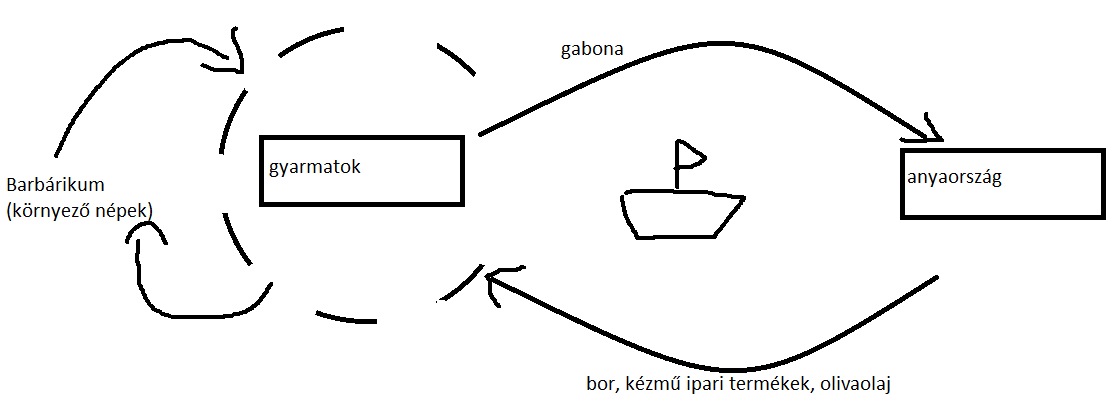 gabona
gyarmatok
anyaország
Barbárikum
(környező népek)
bor, kézmű ipari termékek, olivaolaj